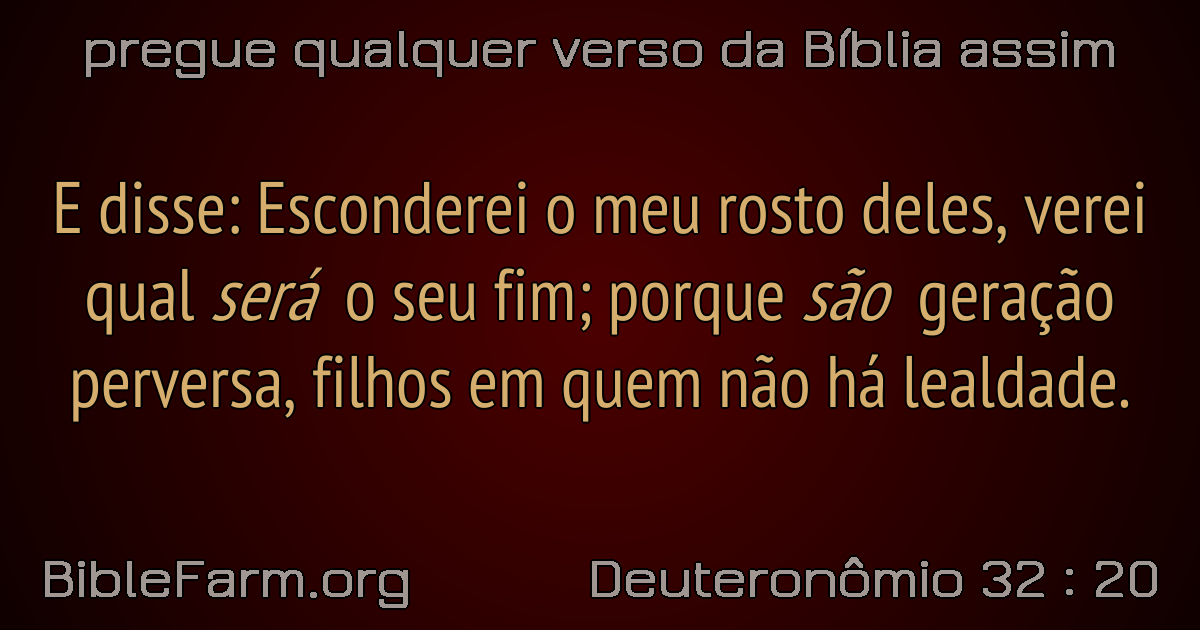 pregue qualquer verso da Bíblia assim
E disse: Esconderei o meu rosto deles, verei
qual será o seu fim; porque são geração
perversa, filhos em quem não há lealdade.
BibleFarm.org
Deuteronômio 32 : 20